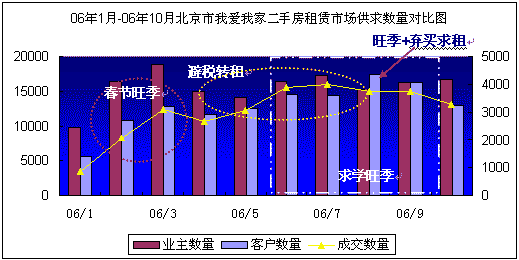 06年1月-06年10月北京市我爱我家二手房租赁市场供求数量对比图
旺季+弃买求租
20000
15000
10000
5000
0
5000
4000
3000
2000
1000
0
避税转租
春节旺季
求学旺季
06/1 06/3 06/5 06/7 06/9
业主数量 客户数量 成交数量